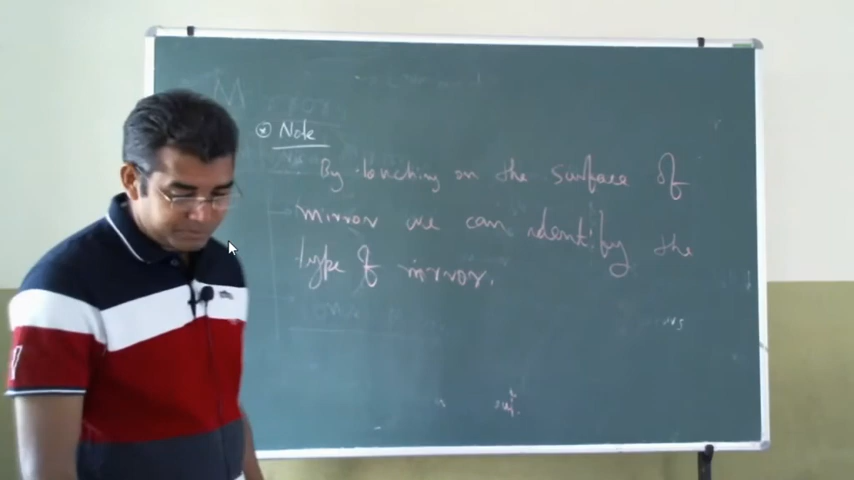 Note
By touching on the surface of
mirror we can identify the
type of mirror.